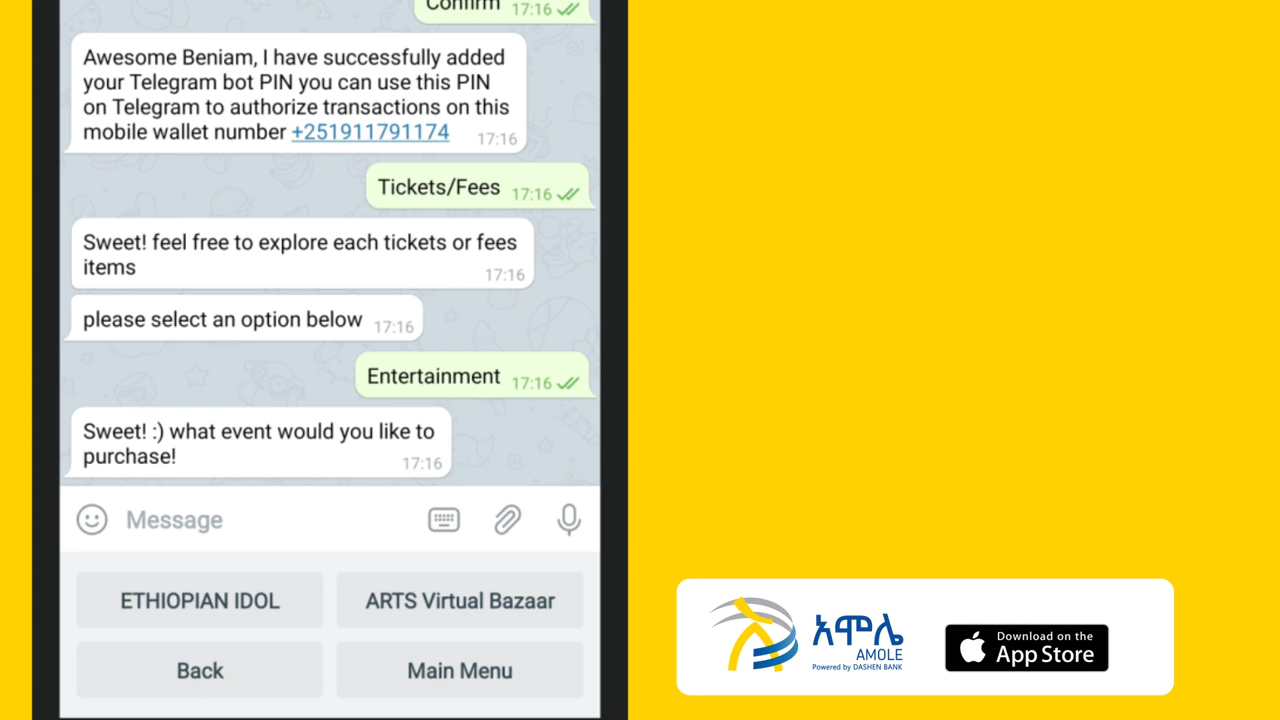 Confirm 17:16
Awesome Beniam, I have successfully added
your Telegram bot PIN you can use this PIN
on Telegram to authorize transactions on this
mobile wallet number +251911791174 17:16
Tickets/Fees 17:16
Sweet! feel free to explore each tickets or fees
items 17:16
please select an option below 17:16
Entertainment 17:16
Sweet! :) what event would you like to
purchase! 17:16
Message
ETHIOPIAN IDOL
ARTS Virtual Bazaar
Back
Main Menu
አሞሌ
AMOLE
Powered by DASHEN BANK
Download on the
App Store